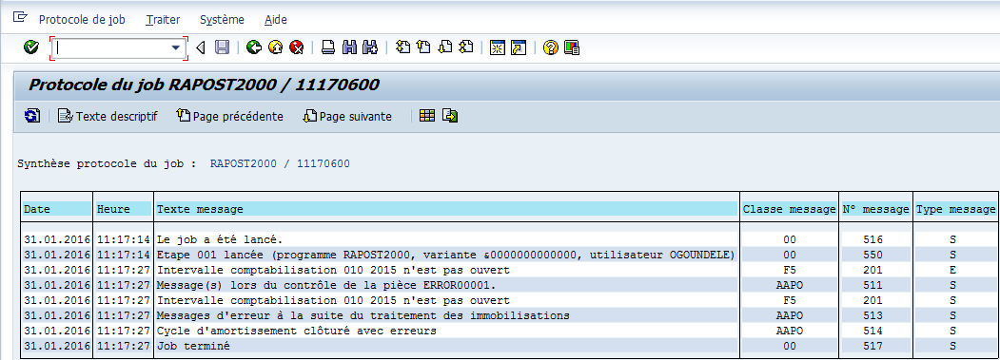 Protocole de job Traiter Système Aide
Protocole du job RAPOST2000 / 11170600
Texte descriptif Page précédente Page suivante
Synthèse protocole du job : RAPOST2000 / 11170600
Date Heure Texte message Classe message N° message Type message
31.01.2016 11:17:14 Le job a été lancé. 00 516 S
31.01.2016 11:17:14 Etape 001 lancée (programme RAPOST2000, variante &0000000000000, utilisateur OGOUNDELE) 00 550 S
31.01.2016 11:17:27 Intervalle comptabilisation 010 2015 n'est pas ouvert F5 201 E
31.01.2016 11:17:27 Message(s) lors du contrôle de la pièce ERROR00001. AAPO 511 S
31.01.2016 11:17:27 Intervalle comptabilisation 010 2015 n'est pas ouvert F5 201 S
31.01.2016 11:17:27 Messages d'erreur à la suite du traitement des immobilisations AAPO 513 S
31.01.2016 11:17:27 Cycle d'amortissement clôturé avec erreurs AAPO 514 S
31.01.2016 11:17:27 Job terminé 00 517 S